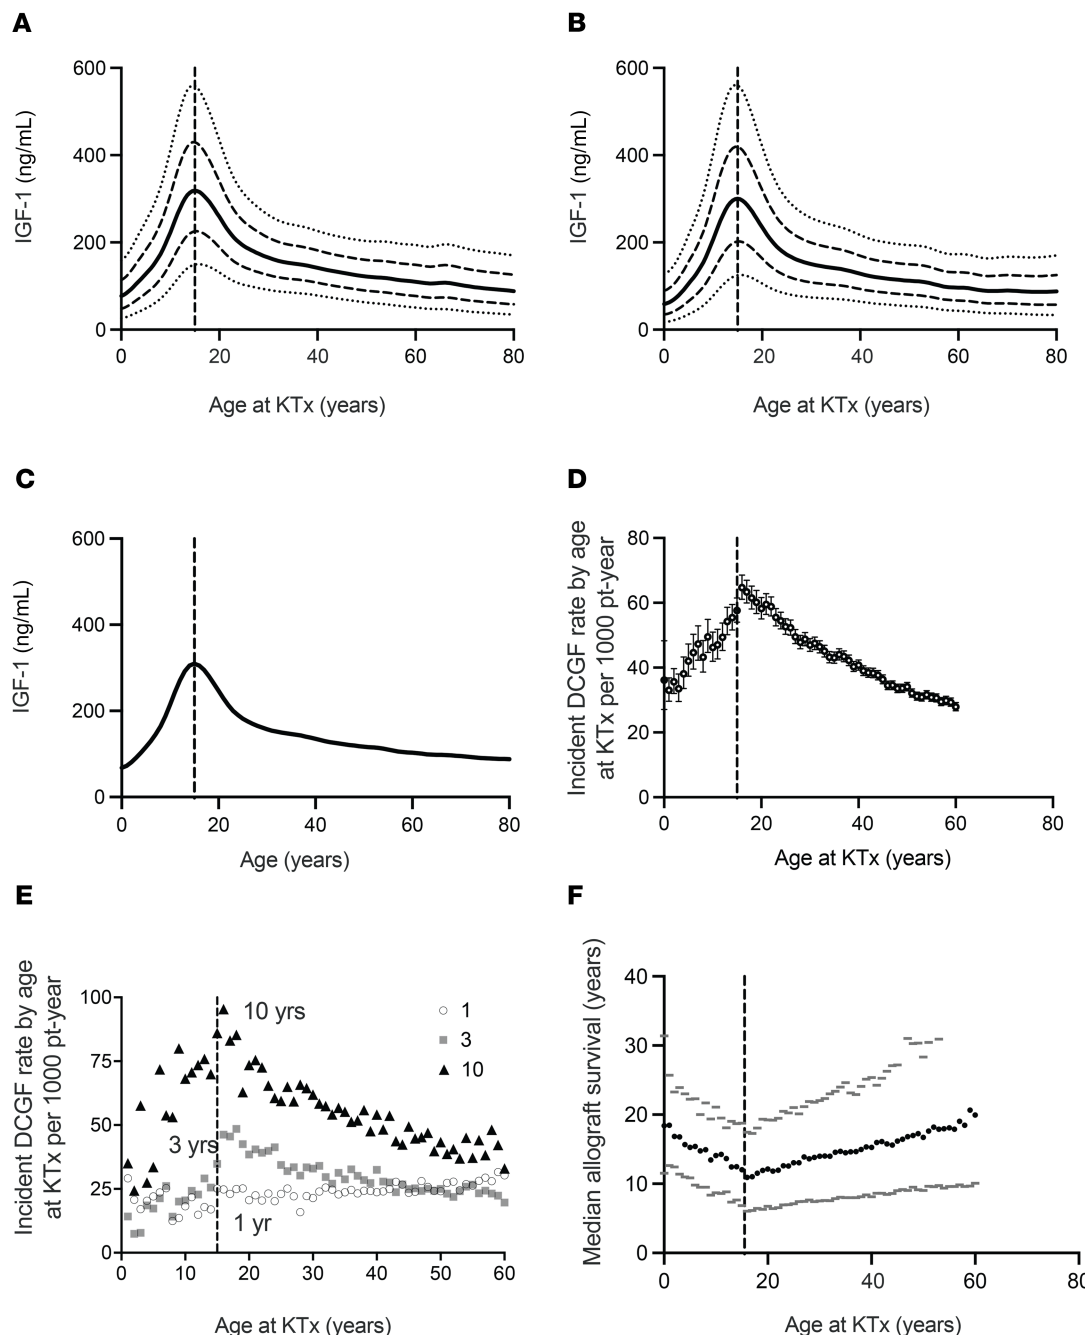 A
B
600
400
200
0
IGF-1 (ng/mL)
0 20 40 60 80
Age at KTx (years)
600
400
200
0
IGF-1 (ng/mL)
0 20 40 60 80
Age at KTx (years)
C
D
600
400
200
0
IGF-1 (ng/mL)
0 20 40 60 80
Age (years)
80
60
40
20
0
Incident DCGF rate by age
at KTx per 1000 pt-year
0 20 40 60 80
Age at KTx (years)
E
F
100
75
50
25
0
Incident DCGF rate by age
at KTx per 1000 pt-year
10 yrs
3 yrs
1 yr
1
3
10
0 10 20 30 40 50 60
Age at KTx (years)
40
30
20
10
0
Median allograft survival (years)
0 20 40 60 80
Age at KTx (years)